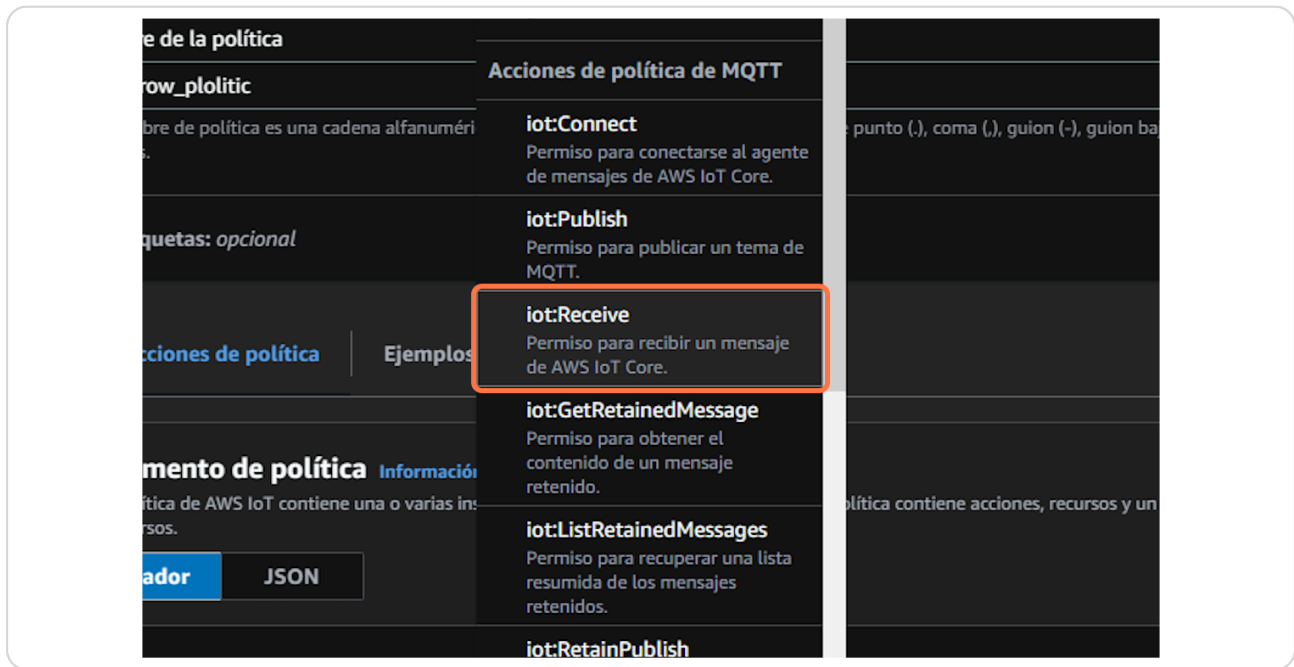 e de la política
row_plolitic
bre de política es una cadena alfanuméri
punto (.), coma (,), guion (-), guion ba
s.
quetas: opcional
cciones de política
Ejemplos
mento de política Información
ítica de AWS IoT contiene una o varias ins
olítica contiene acciones, recursos y un
rsos.
ador
JSON
Acciones de política de MQTT
iot:Connect
Permiso para conectarse al agente
de mensajes de AWS IoT Core.
iot:Publish
Permiso para publicar un tema de
MQTT.
iot:Receive
Permiso para recibir un mensaje
de AWS IoT Core.
iot:GetRetainedMessage
Permiso para obtener el
contenido de un mensaje
retenido.
iot:ListRetainedMessages
Permiso para recuperar una lista
resumida de los mensajes
retenidos.
iot:RetainPublish